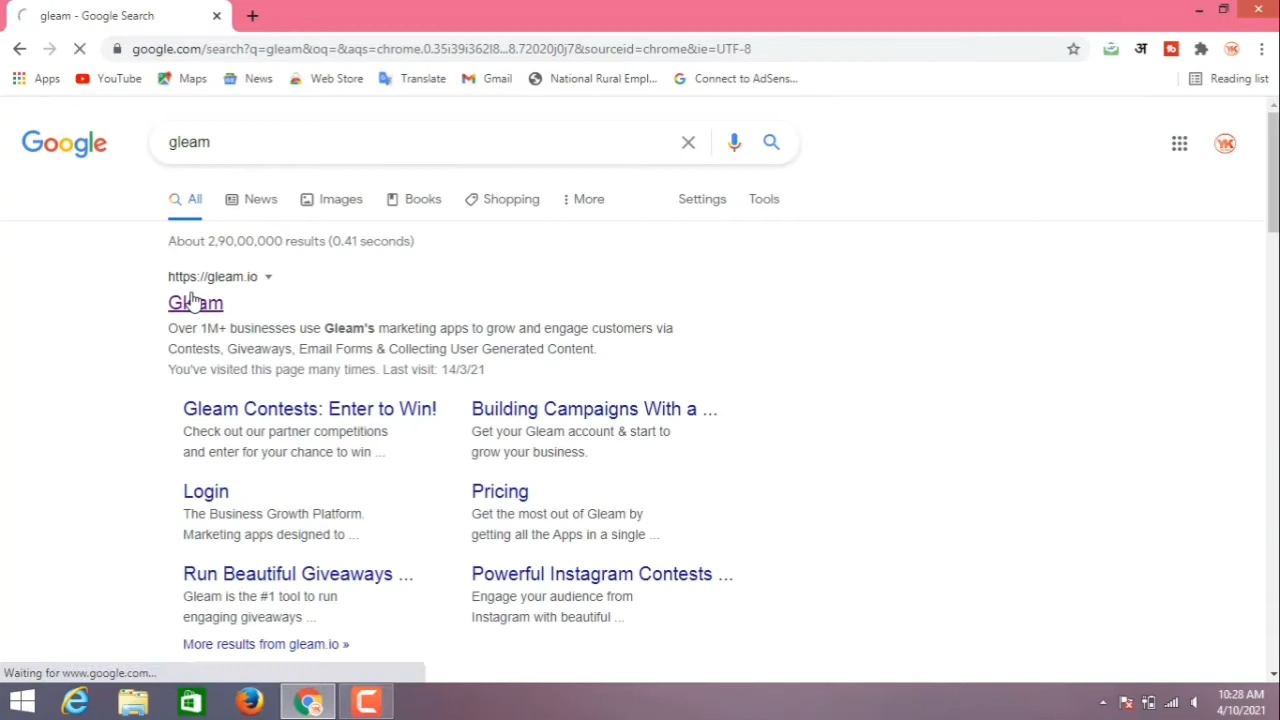 gleam - Google Search
google.com/search?q=gleam&oq=&aqs=chrome.0.35i39i362l8...8.72020j0j7&sourceid=chrome&ie=UTF-8
अ
YK
Apps YouTube Maps News Web Store Translate Gmail National Rural Empl... Connect to AdSens... Reading list
Google gleam YK
All News Images Books Shopping More Settings Tools
About 2,90,00,000 results (0.41 seconds)
https://gleam.io
Gleam
Over 1M+ businesses use Gleam's marketing apps to grow and engage customers via
Contests, Giveaways, Email Forms & Collecting User Generated Content.
You've visited this page many times. Last visit: 14/3/21
Gleam Contests: Enter to Win!
Check out our partner competitions
and enter for your chance to win ...
Building Campaigns With a ...
Get your Gleam account & start to
grow your business.
Login
The Business Growth Platform.
Marketing apps designed to ...
Pricing
Get the most out of Gleam by
getting all the Apps in a single ...
Run Beautiful Giveaways ...
Gleam is the #1 tool to run
engaging giveaways ...
Powerful Instagram Contests ...
Engage your audience from
Instagram with beautiful ...
More results from gleam.io »
Waiting for www.google.com...
10:28 AM
4/10/2021